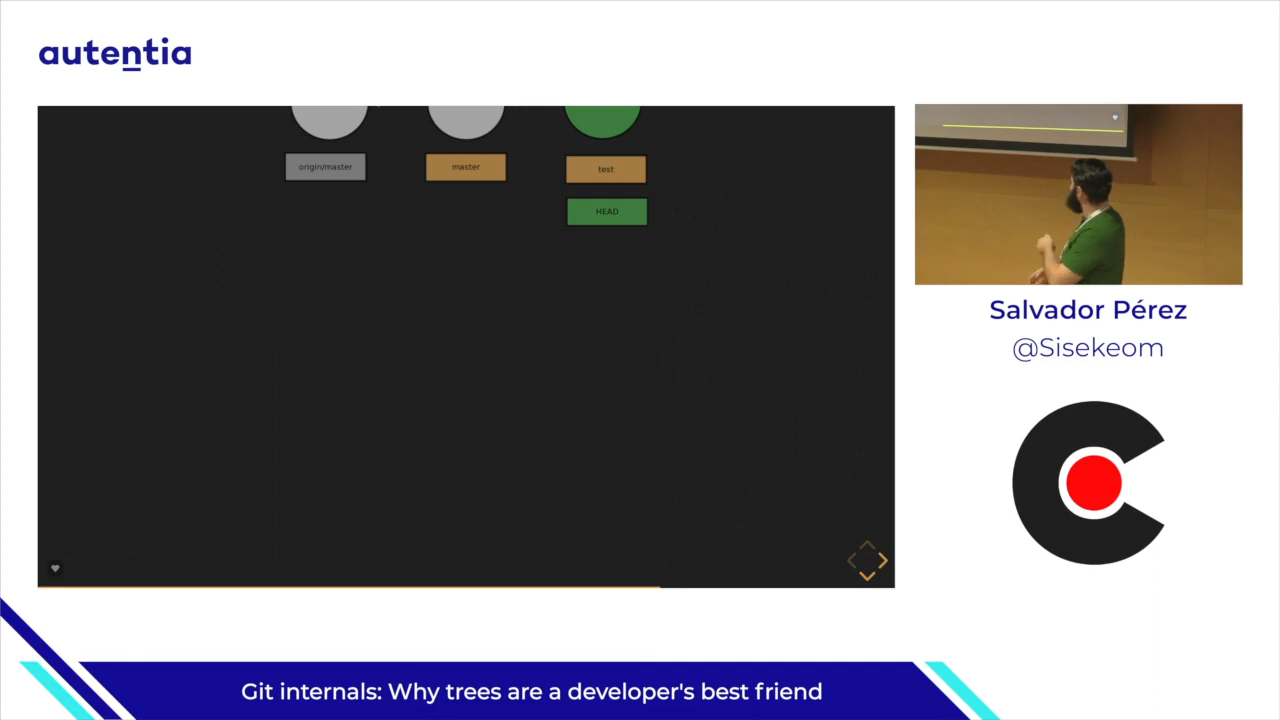 autentia
origin/master
master
test
HEAD
Salvador Pérez
@Sisekeom
Git internals: Why trees are a developer's best friend